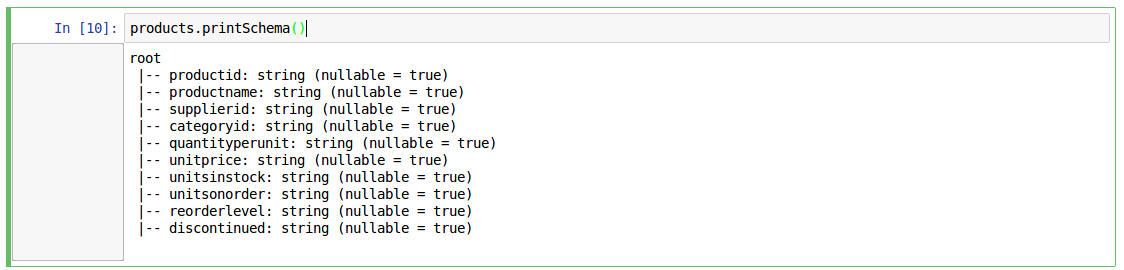 In [10]: products.printSchema()
root
|-- productid: string (nullable = true)
|-- productname: string (nullable = true)
|-- supplierid: string (nullable = true)
|-- categoryid: string (nullable = true)
|-- quantityperunit: string (nullable = true)
|-- unitprice: string (nullable = true)
|-- unitsinstock: string (nullable = true)
|-- unitsonorder: string (nullable = true)
|-- reorderlevel: string (nullable = true)
|-- discontinued: string (nullable = true)